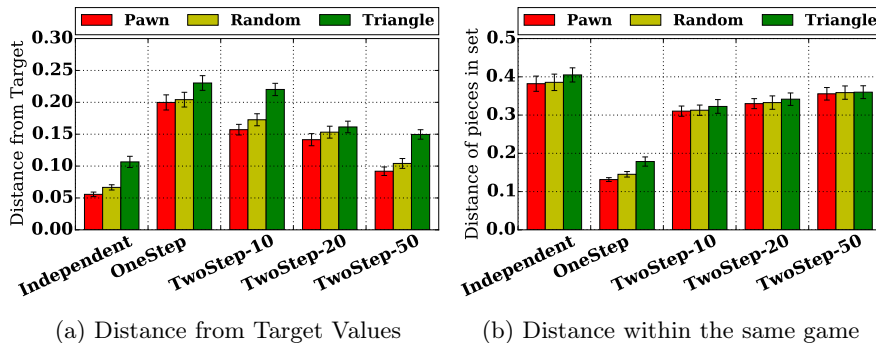 Pawn Random Triangle
Distance from Target
0.30
0.25
0.20
0.15
0.10
0.05
0.00
Independent
OneStep
TwoStep-10
TwoStep-20
TwoStep-50
(a) Distance from Target Values
Pawn Random Triangle
Distance of pieces in set
0.5
0.4
0.3
0.2
0.1
0.0
Independent
OneStep
TwoStep-10
TwoStep-20
TwoStep-50
(b) Distance within the same game